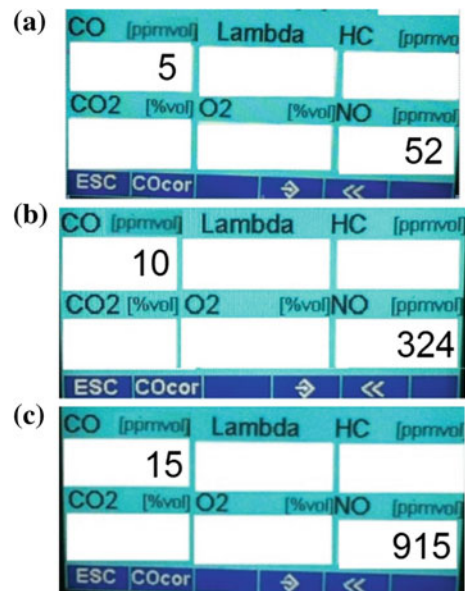 (a)
CO [ppmvol] Lambda HC [ppmvol]
5
CO2 [%vol] O2 [%vol] NO [ppmvol]
52
ESC COcor <<
(b)
CO [ppmvol] Lambda HC [ppmvol]
10
CO2 [%vol] O2 [%vol] NO [ppmvol]
324
ESC COcor <<
(c)
CO [ppmvol] Lambda HC [ppmvol]
15
CO2 [%vol] O2 [%vol] NO [ppmvol]
915
ESC COcor <<